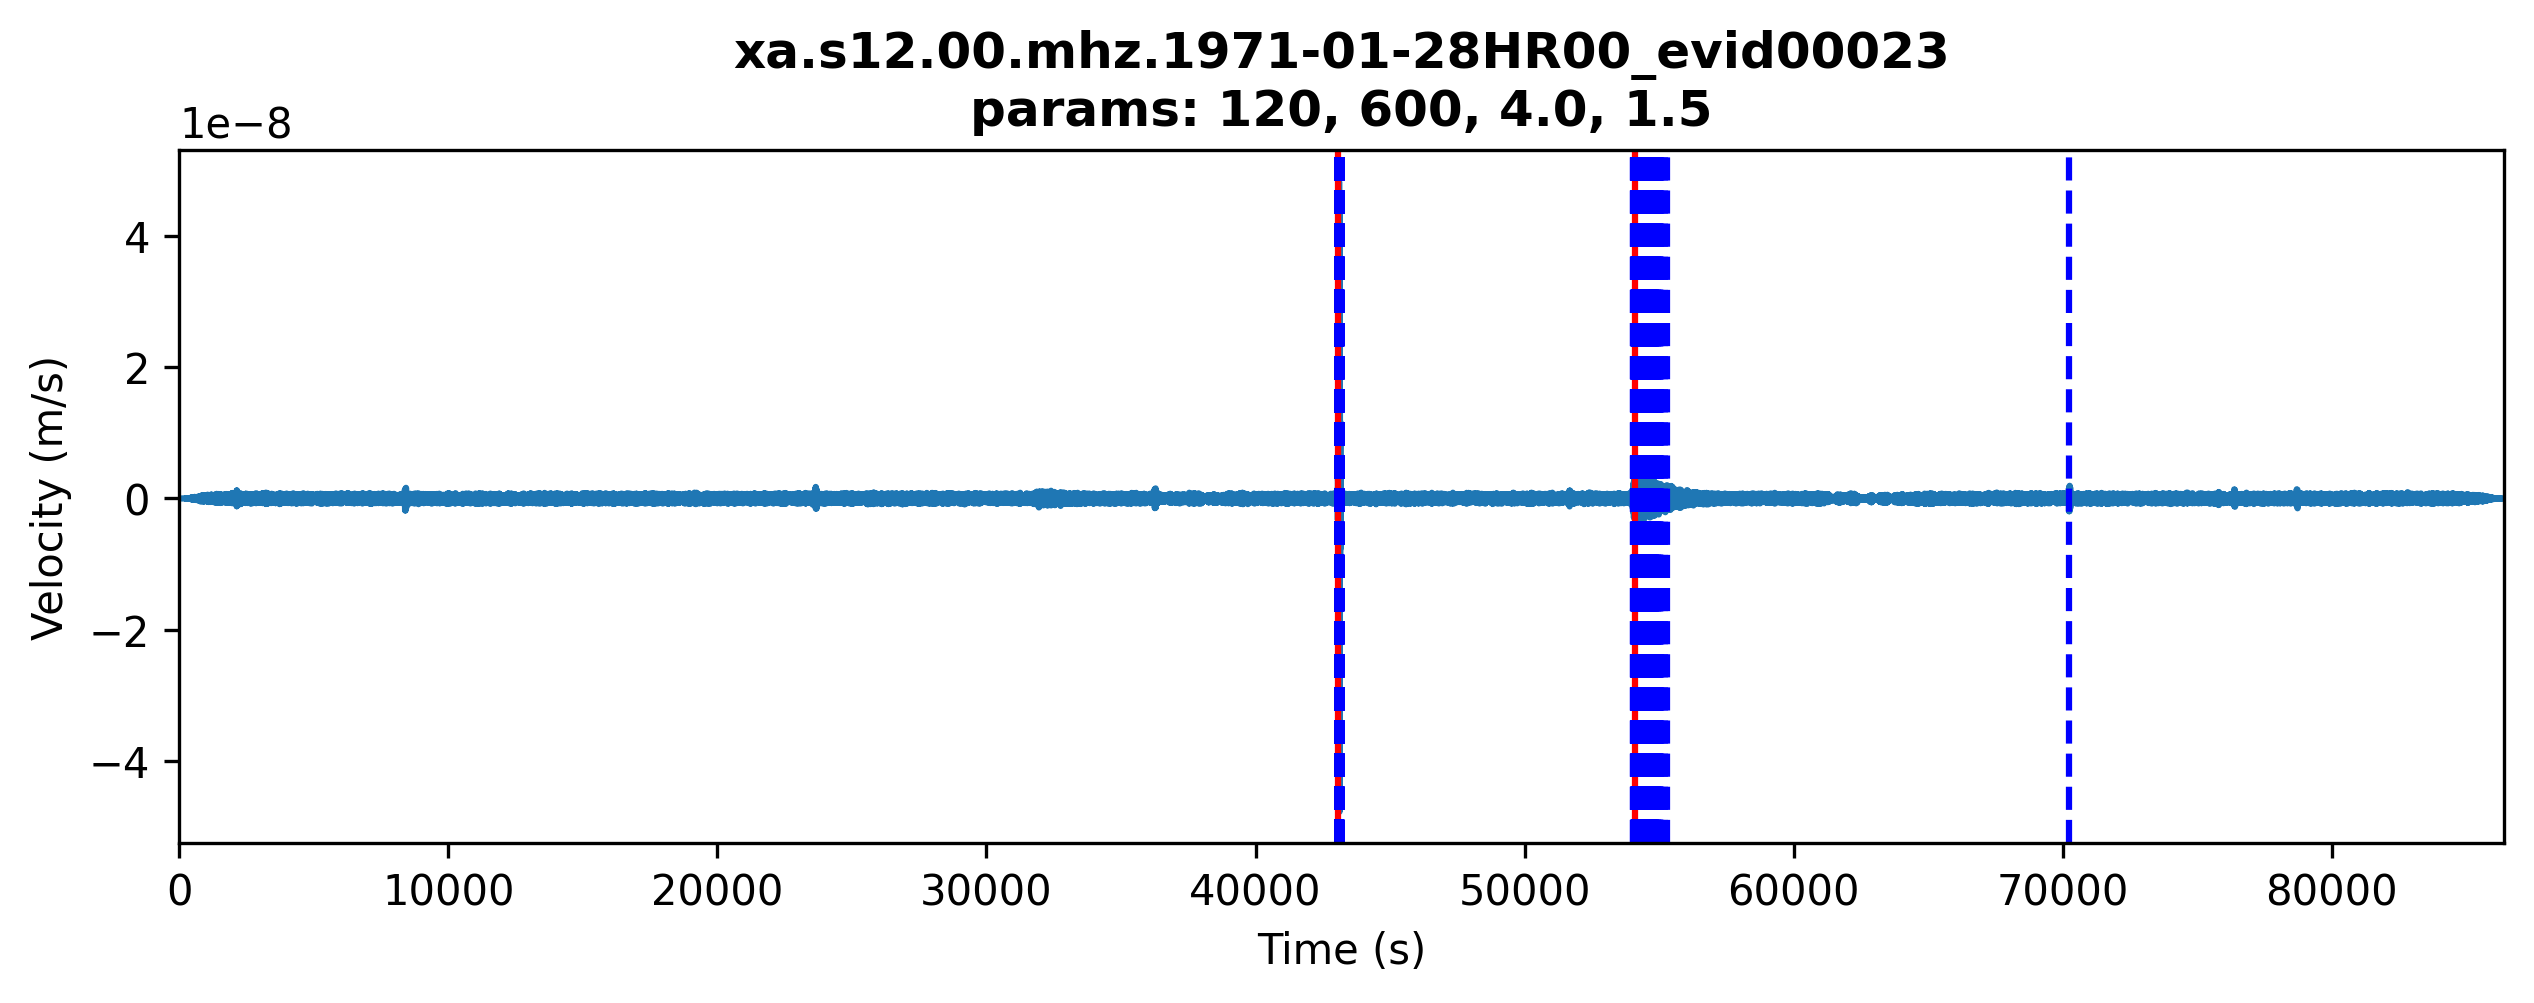 xa.s12.00.mhz.1971-01-28HR00_evid00023
params: 120, 600, 4.0, 1.5
1e−8
4
2
0
−2
−4
Velocity (m/s)
0 10000 20000 30000 40000 50000 60000 70000 80000
Time (s)